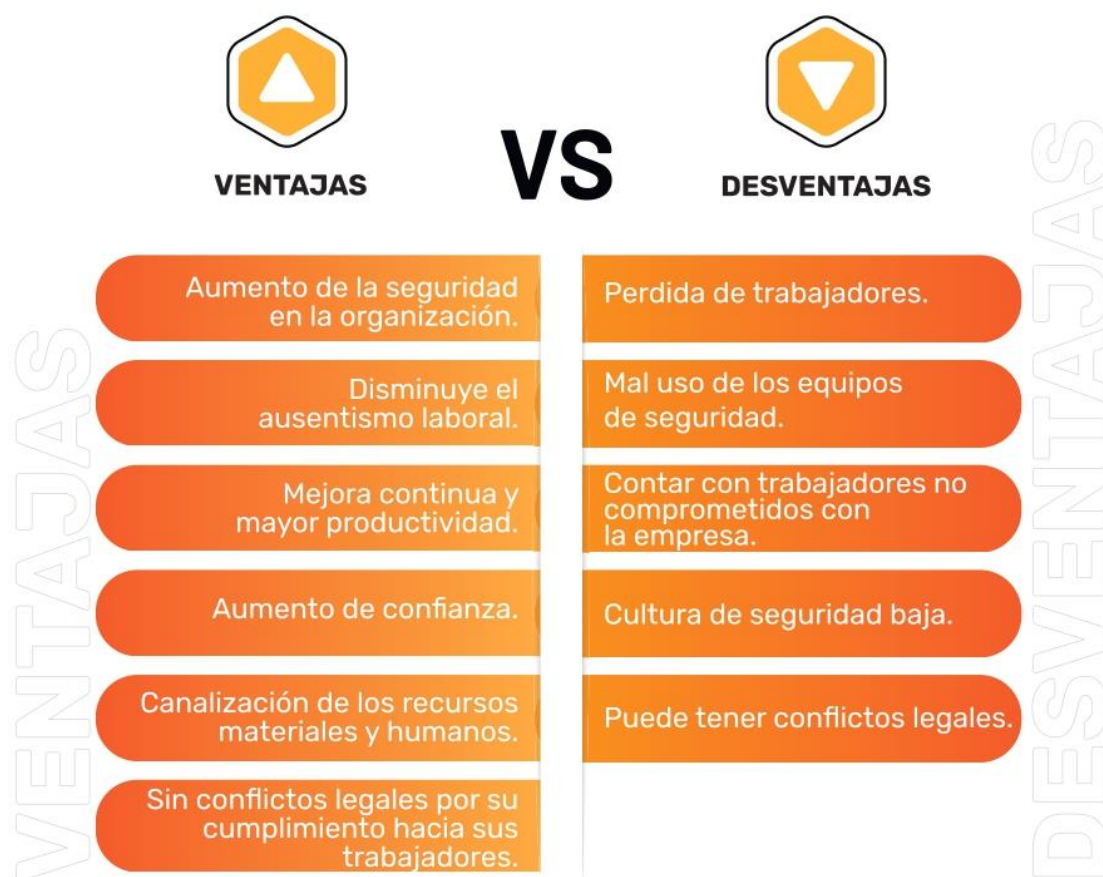 VENTAJAS
VS
DESVENTAJAS
Aumento de la seguridad
en la organización.
Disminuye el
ausentismo laboral.
Mejora continua y
mayor productividad.
Aumento de confianza.
Canalización de los recursos
materiales y humanos.
Sin conflictos legales por su
cumplimiento hacia sus
trabajadores.
Perdida de trabajadores.
Mal uso de los equipos
de seguridad.
Contar con trabajadores no
comprometidos con
la empresa.
Cultura de seguridad baja.
Puede tener conflictos legales.
VENTAJAS
DESVENTAJAS